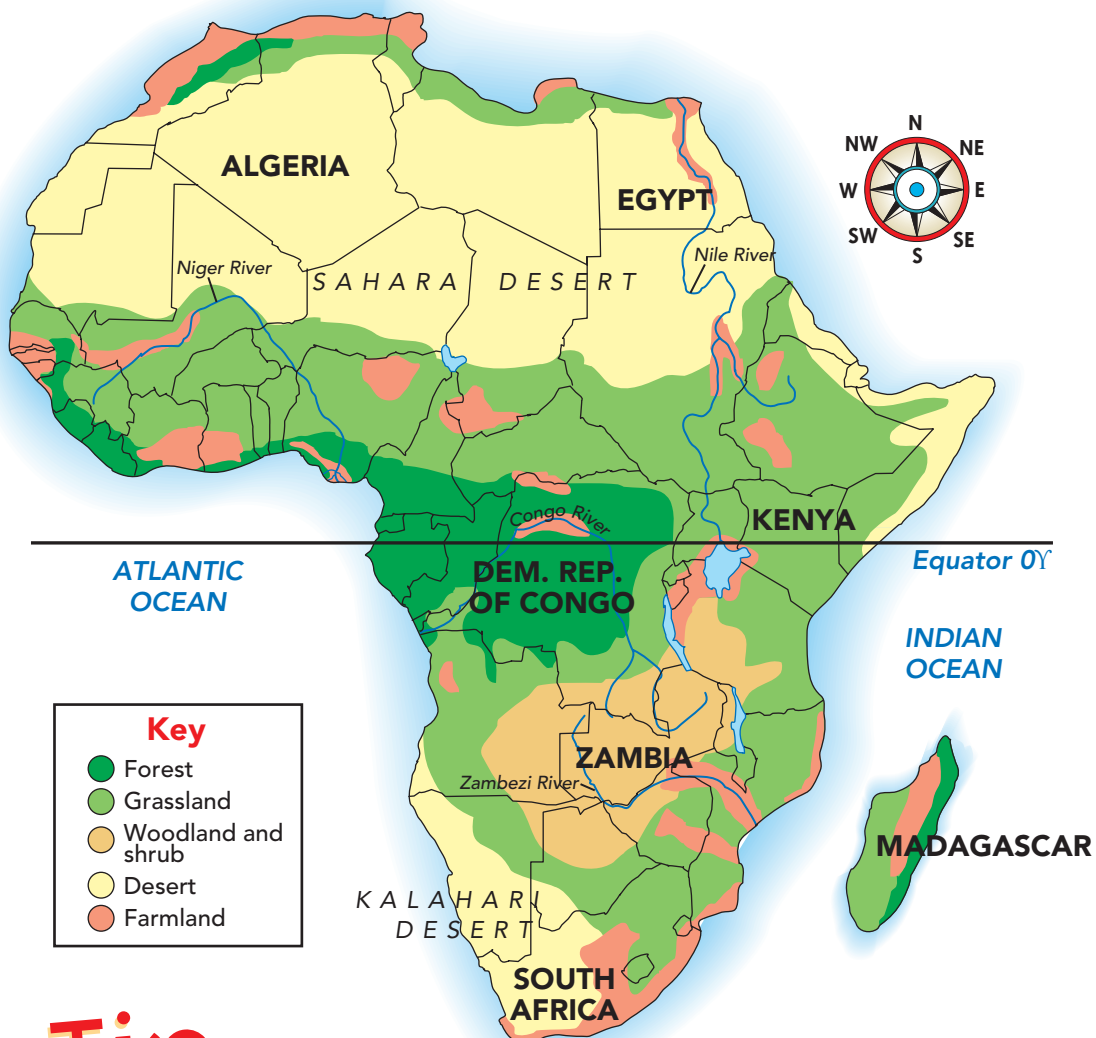 ALGERIA
EGYPT
N
NE
E
SE
S
SW
W
NW
Niger River
Nile River
SAHARA DESERT
Congo River
KENYA
Equator 0ϒ
ATLANTIC
OCEAN
DEM. REP.
OF CONGO
INDIAN
OCEAN
ZAMBIA
Zambezi River
MADAGASCAR
KALAHARI
DESERT
SOUTH
AFRICA
Key
Forest
Grassland
Woodland and
shrub
Desert
Farmland